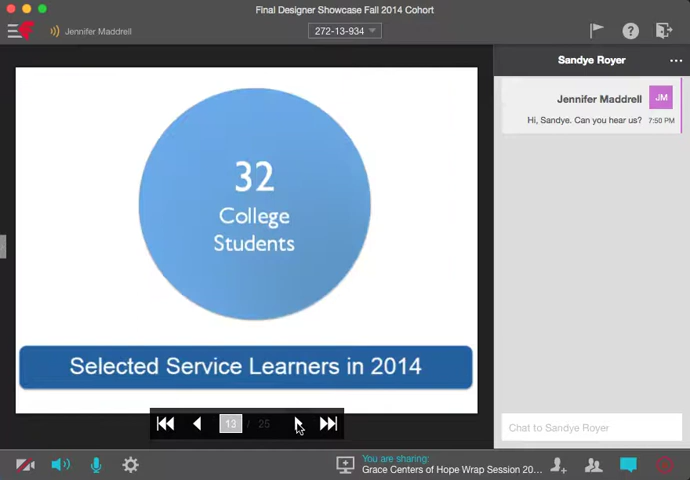 Final Designer Showcase Fall 2014 Cohort
Jennifer Maddrell
272-13-934
?
Sandye Royer
...
Jennifer Maddrell
JM
Hi, Sandye. Can you hear us?
7:50 PM
32
College
Students
Selected Service Learners in 2014
13 / 25
Chat to Sandye Royer
You are sharing:
Grace Centers of Hope Wrap Session 20...